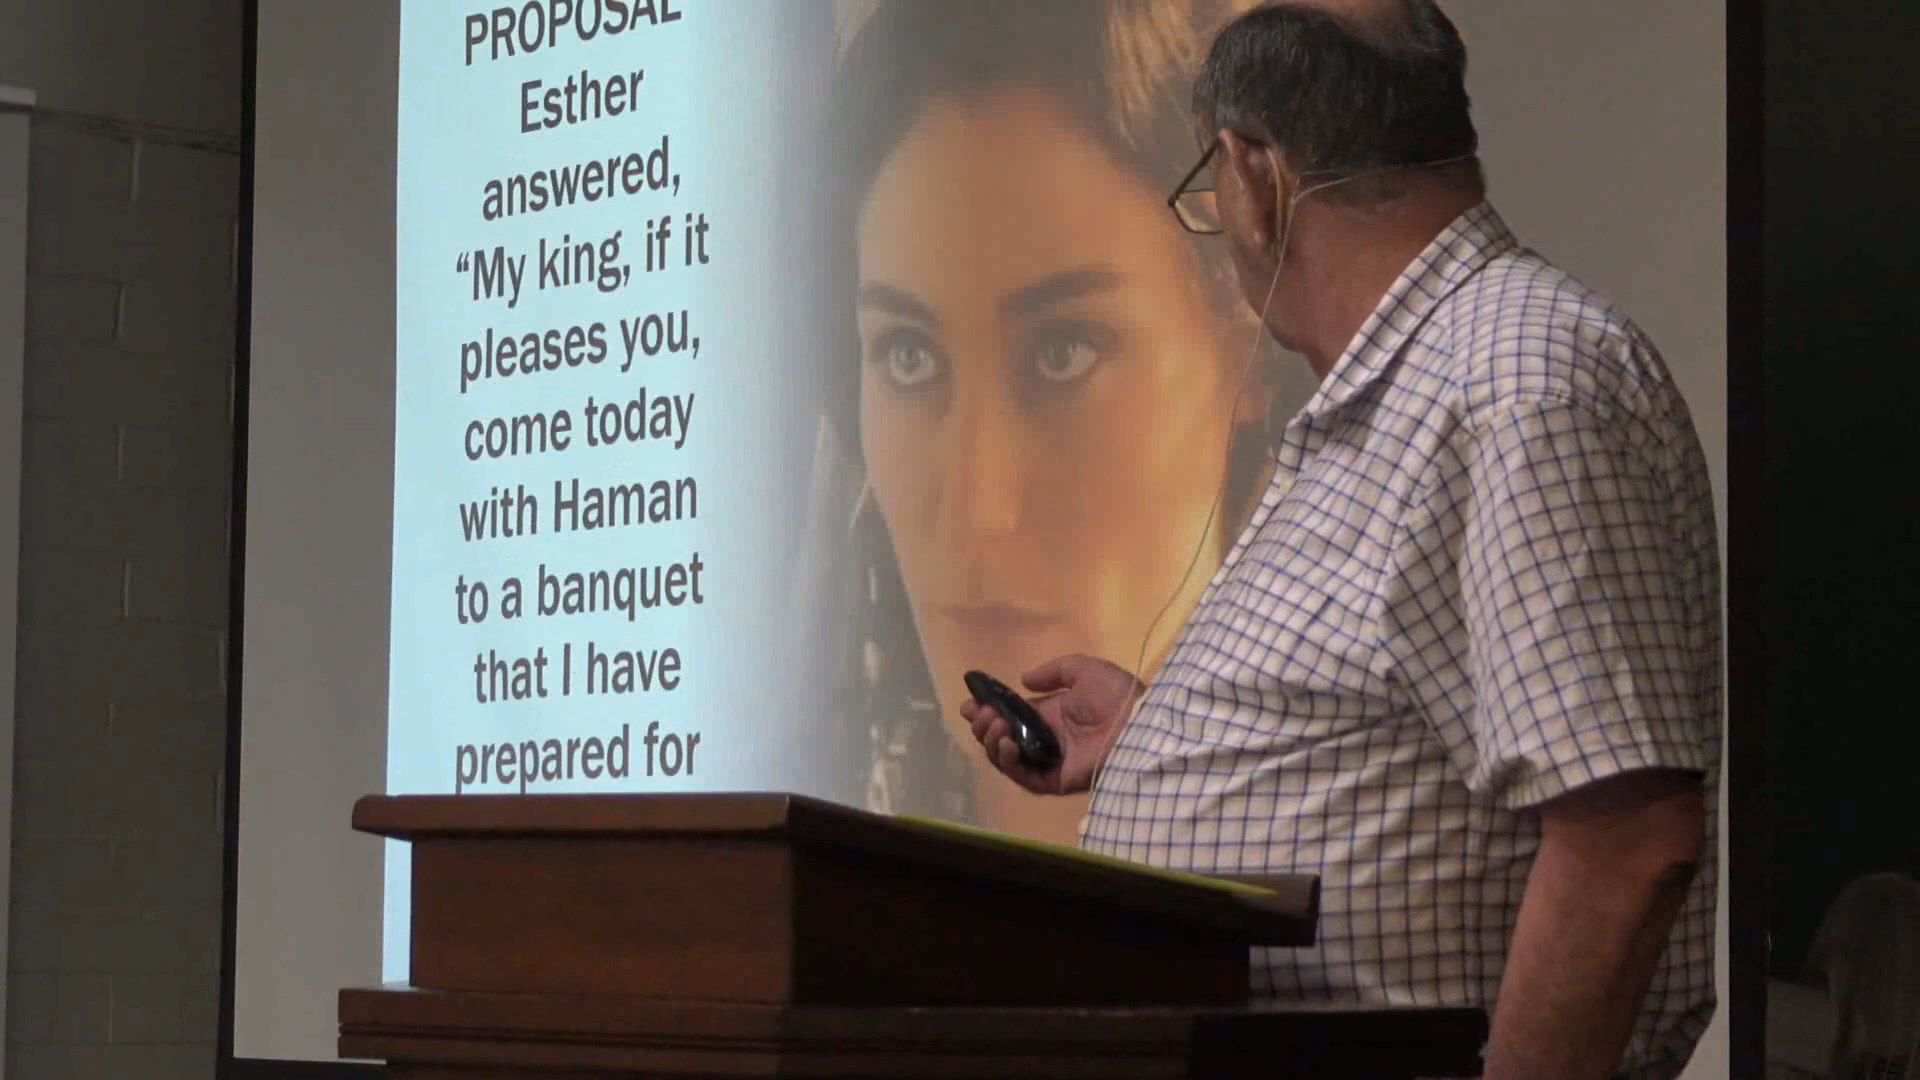 PROPOSAL
Esther
answered,
“My king, if it
pleases you,
come today
with Haman
to a banquet
that I have
prepared for